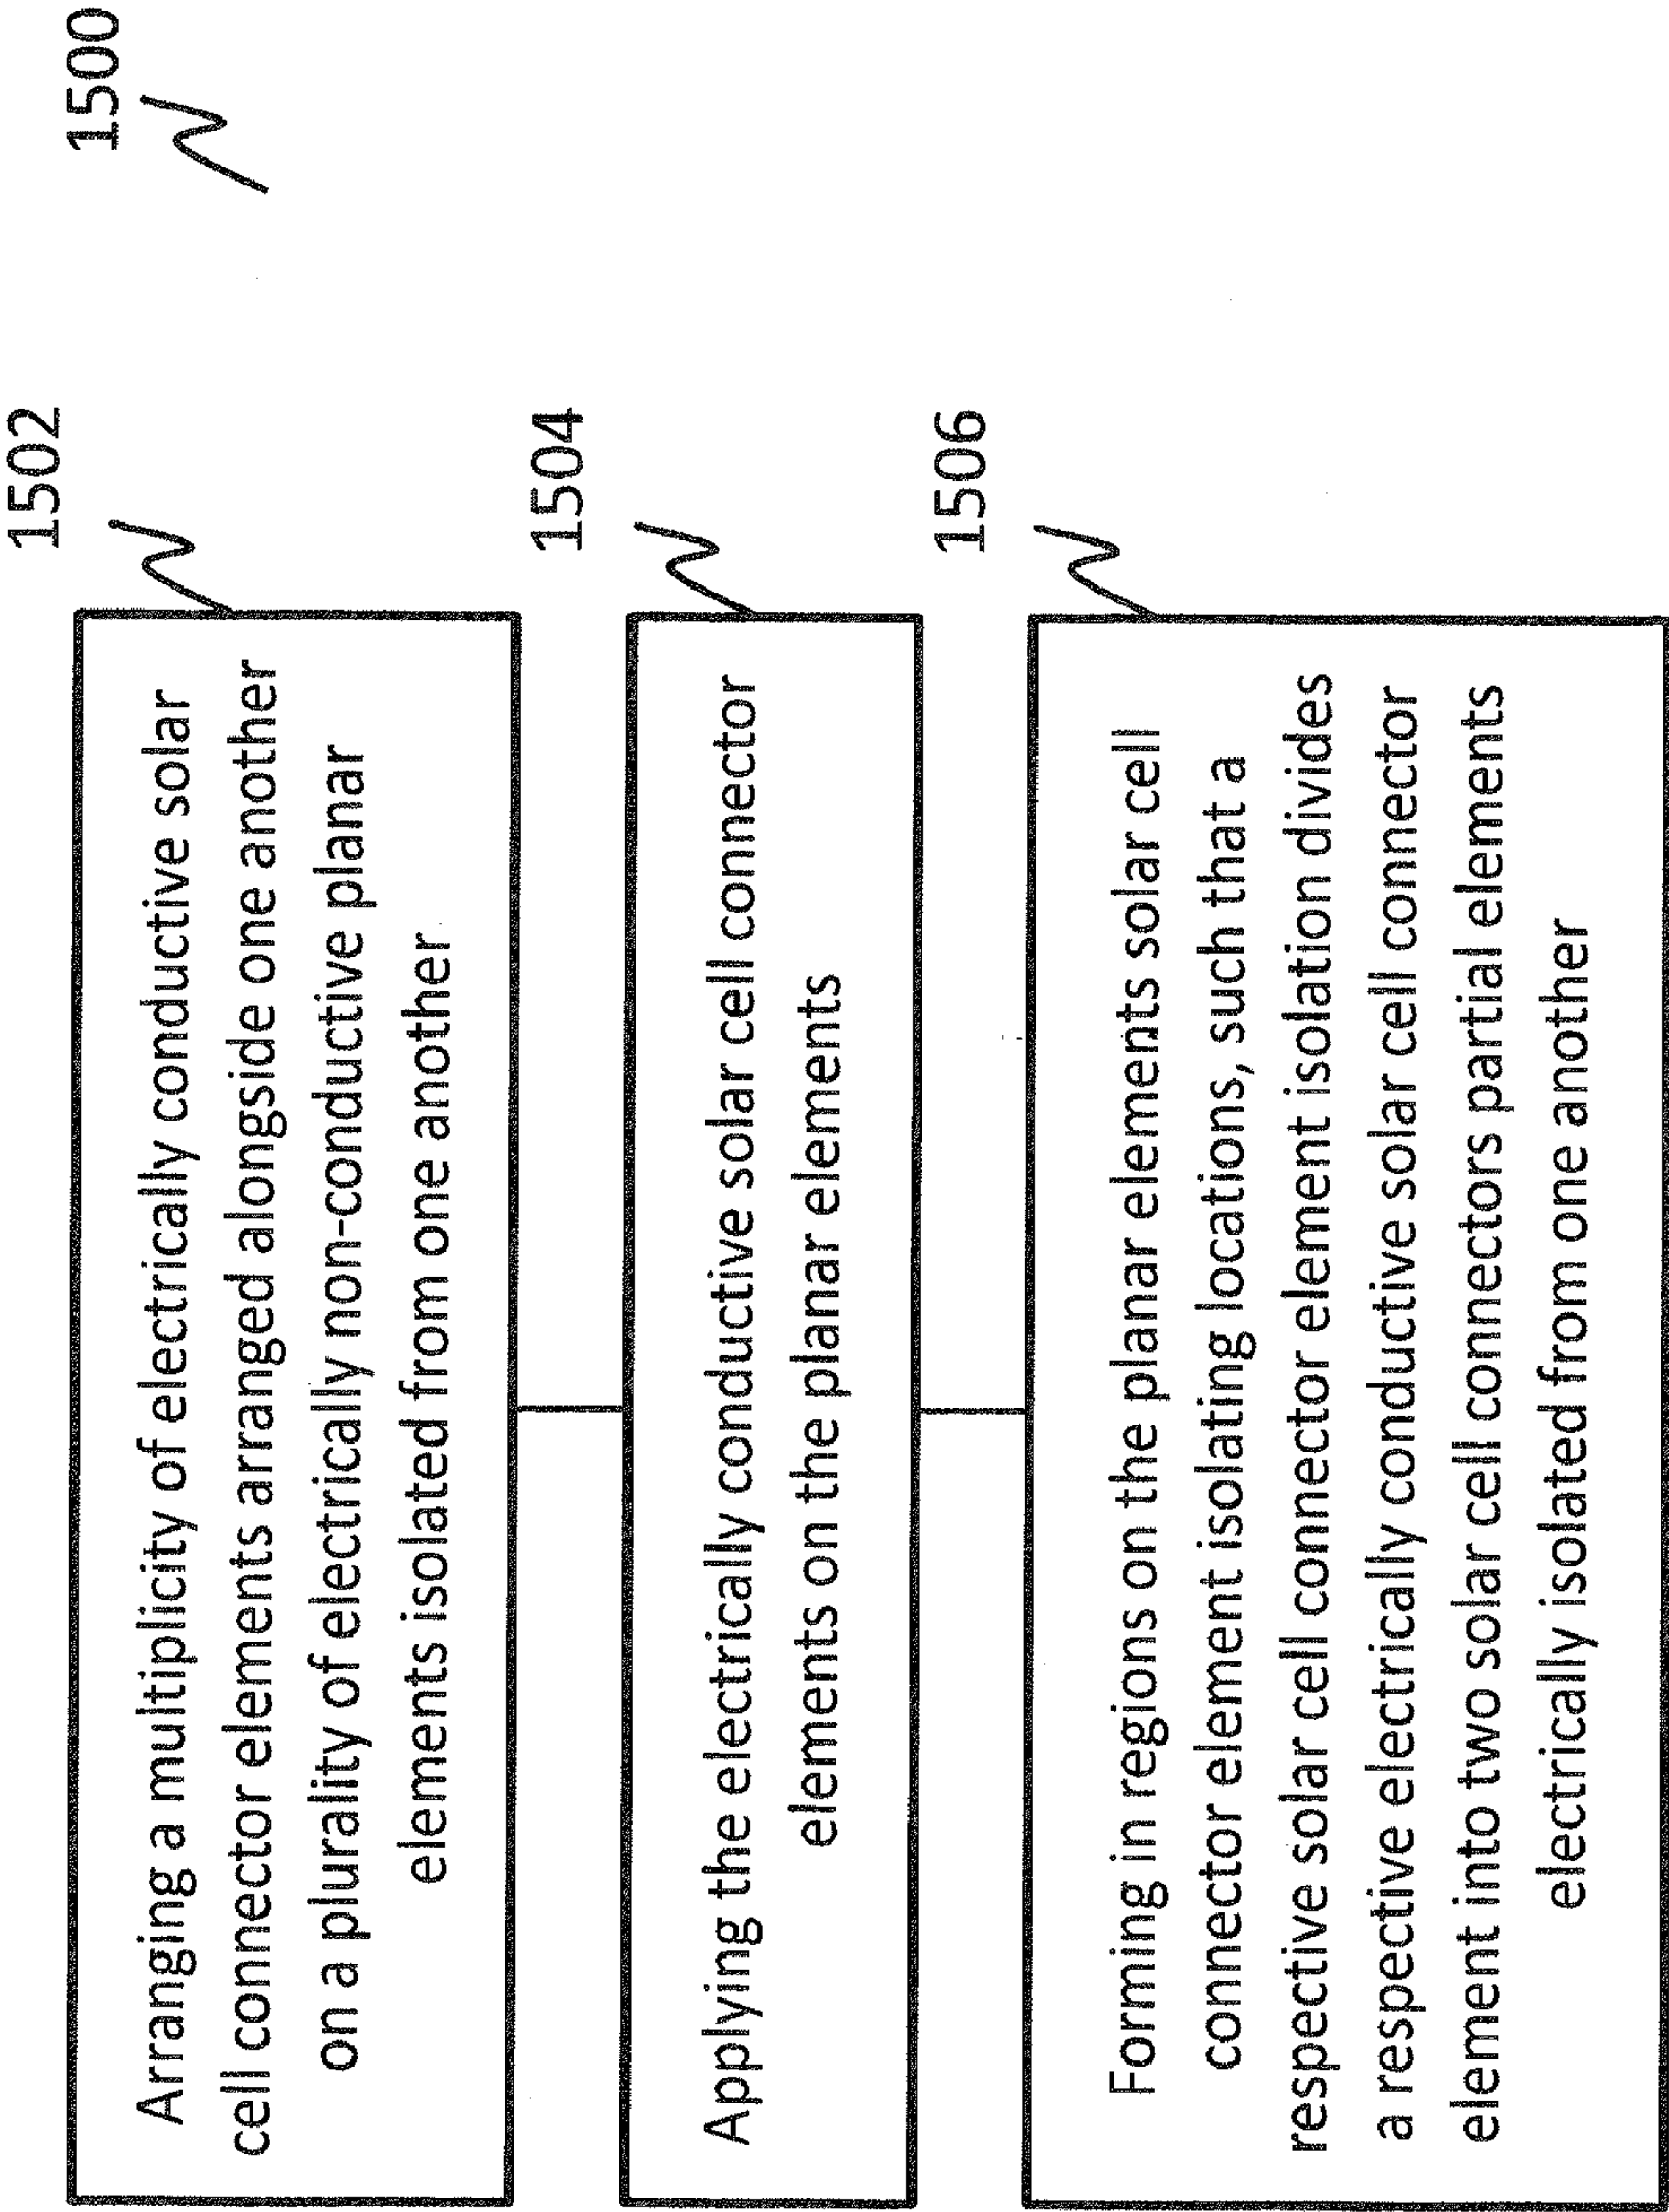 1500
1502
Arranging a multiplicity of electrically conductive solar
cell connector elements arranged alongside one another
on a plurality of electrically non-conductive planar
elements isolated from one another
1504
Applying the electrically conductive solar cell connector
elements on the planar elements
1506
Forming in regions on the planar elements solar cell
connector element isolating locations, such that a
respective solar cell connector element isolation divides
a respective electrically conductive solar cell connector
element into two solar cell connectors partial elements
electrically isolated from one another